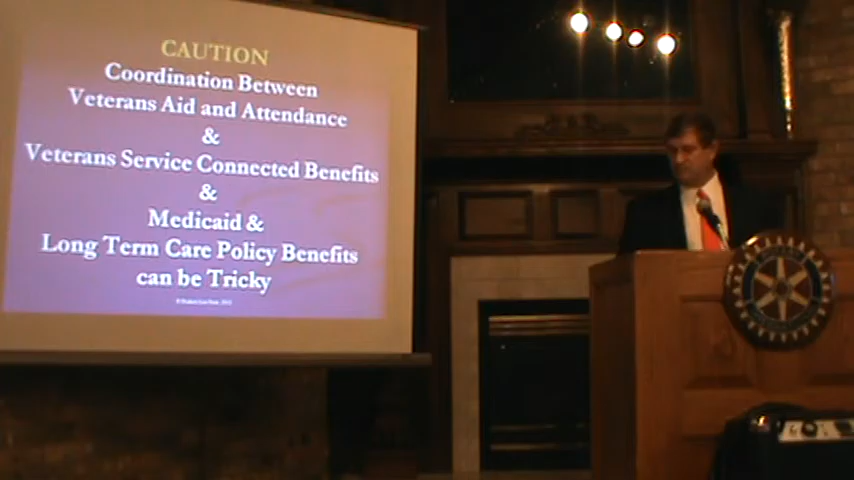 CAUTION
Coordination Between
Veterans Aid and Attendance
&
Veterans Service Connected Benefits
&
Medicaid &
Long Term Care Policy Benefits
can be Tricky